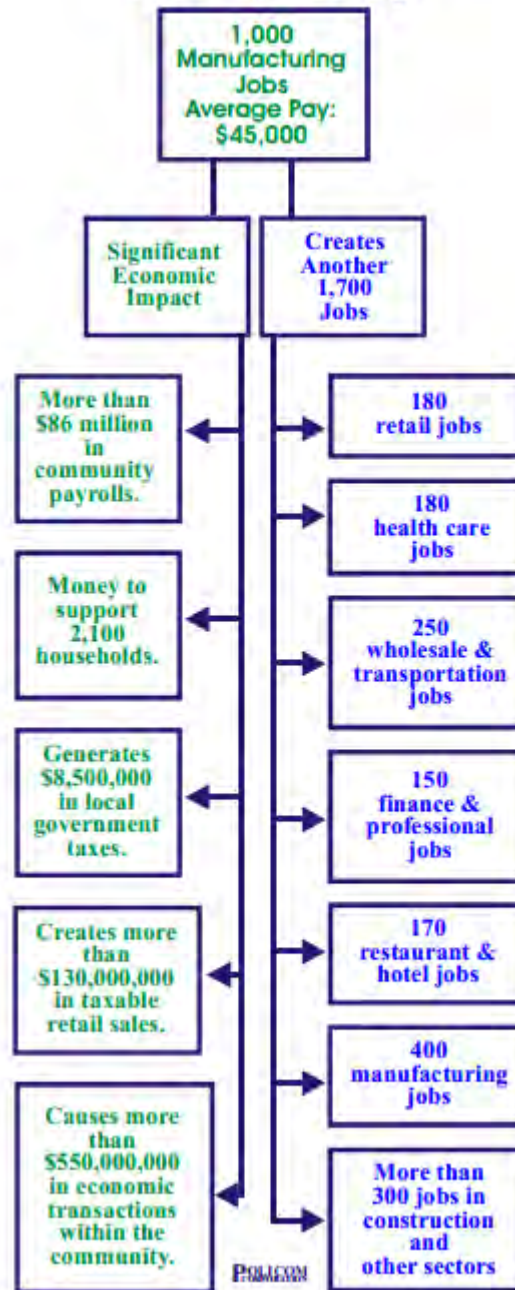 1,000
Manufacturing
Jobs
Average Pay:
$45,000
Significant
Economic
Impact
Creates
Another
1,700
Jobs
More than
$86 million
in
community
payrolls.
Money to
support
2,100
households.
Generates
$8,500,000
in local
government
taxes.
Creates more
than
$130,000,000
in taxable
retail sales.
Causes more
than
$550,000,000
in economic
transactions
within the
community.
180
retail jobs
180
health care
jobs
250
wholesale &
transportation
jobs
150
finance &
professional
jobs
170
restaurant &
hotel jobs
400
manufacturing
jobs
More than
300 jobs in
construction
and
other sectors
POLICOM
CORPORATION